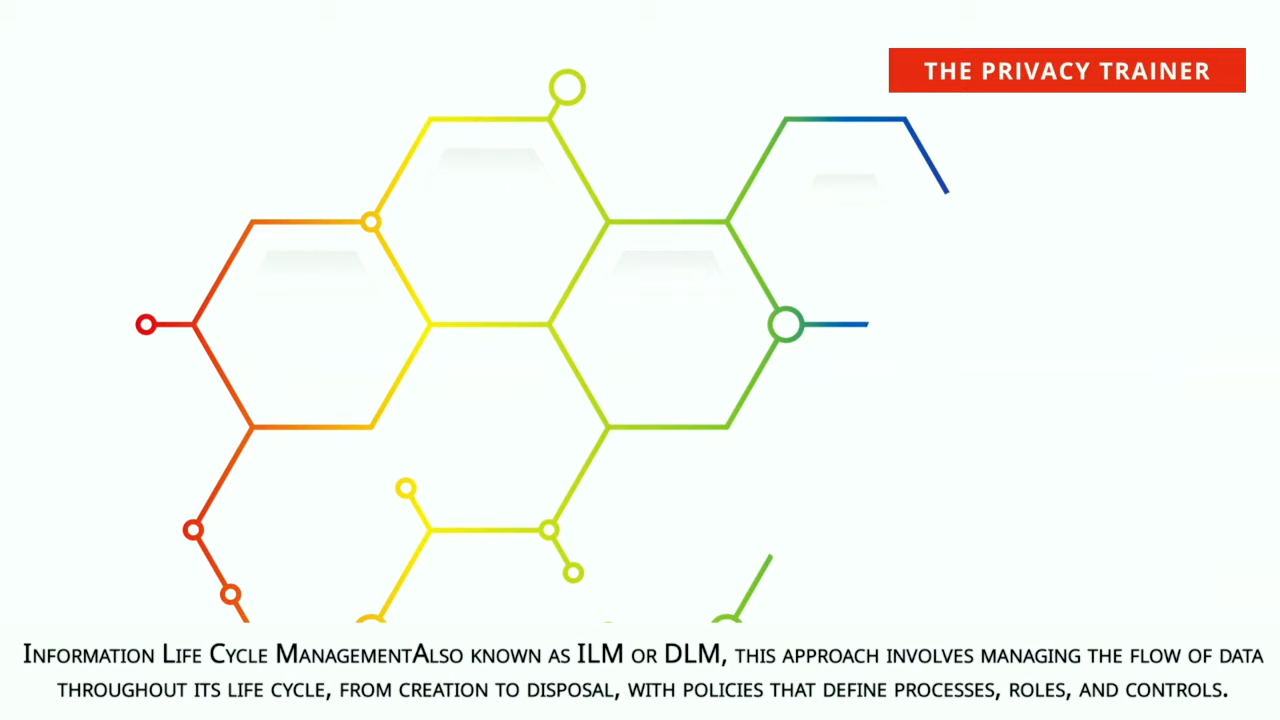 THE PRIVACY TRAINER
Information Life Cycle ManagementAlso known as ILM or DLM, this approach involves managing the flow of data
throughout its life cycle, from creation to disposal, with policies that define processes, roles, and controls.